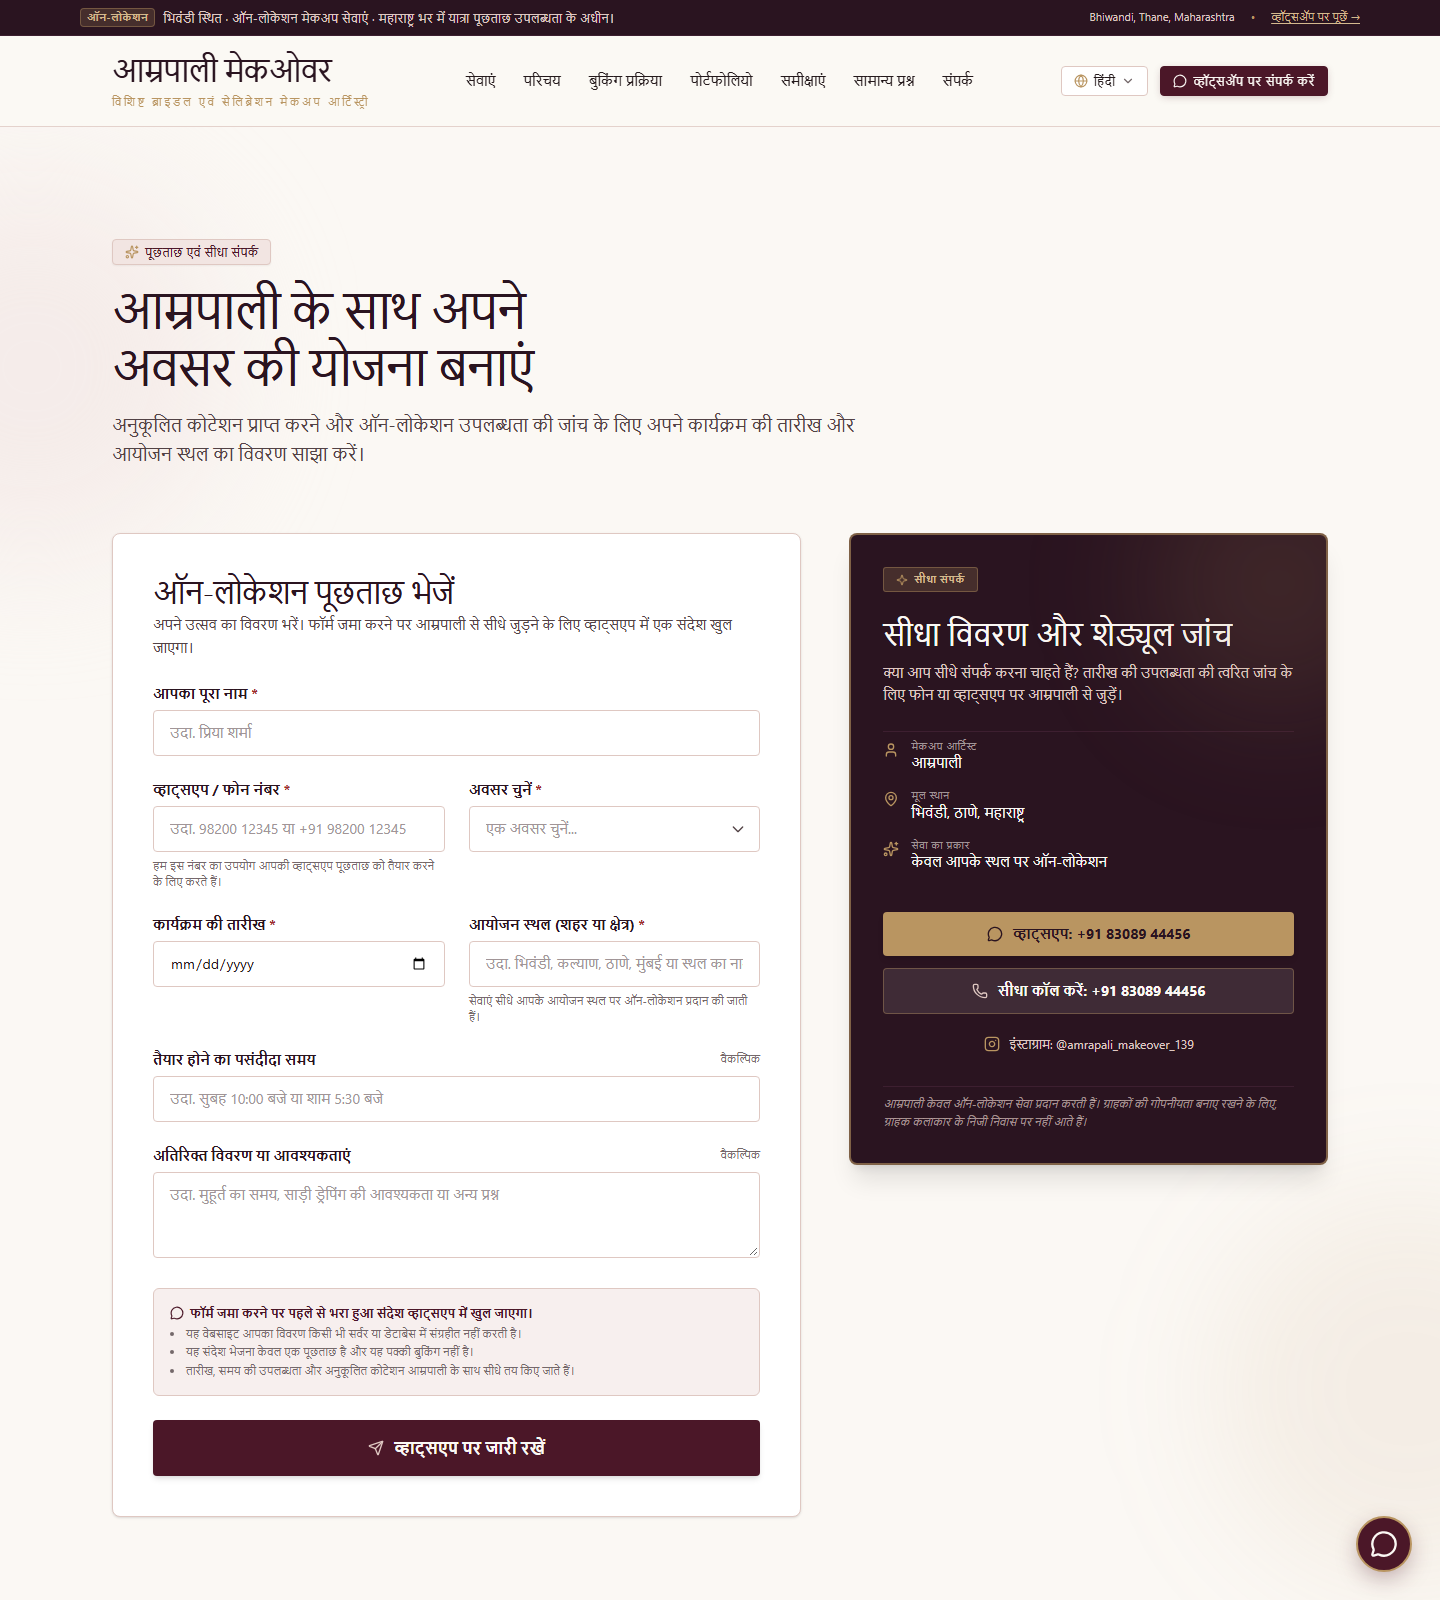 ऑन-लोकेशन
भिवंडी स्थित · ऑन-लोकेशन मेकअप सेवाएं · महाराष्ट्र भर में यात्रा पूछताछ उपलब्धता के अधीन।
Bhiwandi, Thane, Maharashtra • व्हॉट्सॲप पर पूछें →
आम्रपाली मेकओवर
विशिष्ट ब्राइडल एवं सेलिब्रेशन मेकअप आर्टिस्ट्री
सेवाएं परिचय बुकिंग प्रक्रिया पोर्टफोलियो समीक्षाएं सामान्य प्रश्न संपर्क
हिंदी
व्हॉट्सॲप पर संपर्क करें
पूछताछ एवं सीधा संपर्क
आम्रपाली के साथ अपने
अवसर की योजना बनाएं
अनुकूलित कोटेशन प्राप्त करने और ऑन-लोकेशन उपलब्धता की जांच के लिए अपने कार्यक्रम की तारीख और
आयोजन स्थल का विवरण साझा करें।
ऑन-लोकेशन पूछताछ भेजें
अपने उत्सव का विवरण भरें। फॉर्म जमा करने पर आम्रपाली से सीधे जुड़ने के लिए व्हाट्सएप में एक संदेश खुल
जाएगा।
आपका पूरा नाम *
उदा. प्रिया शर्मा
व्हाट्सएप / फोन नंबर *
उदा. 98200 12345 या +91 98200 12345
हम इस नंबर का उपयोग आपकी व्हाट्सएप पूछताछ को तैयार करने
के लिए करते हैं।
अवसर चुनें *
एक अवसर चुनें...
कार्यक्रम की तारीख *
mm/dd/yyyy
आयोजन स्थल (शहर या क्षेत्र) *
उदा. भिवंडी, कल्याण, ठाणे, मुंबई या स्थल का ना
सेवाएं सीधे आपके आयोजन स्थल पर ऑन-लोकेशन प्रदान की जाती
हैं।
तैयार होने का पसंदीदा समय
वैकल्पिक
उदा. सुबह 10:00 बजे या शाम 5:30 बजे
अतिरिक्त विवरण या आवश्यकताएं
वैकल्पिक
उदा. मुहूर्त का समय, साड़ी ड्रेपिंग की आवश्यकता या अन्य प्रश्न
फॉर्म जमा करने पर पहले से भरा हुआ संदेश व्हाट्सएप में खुल जाएगा।
• यह वेबसाइट आपका विवरण किसी भी सर्वर या डेटाबेस में संग्रहीत नहीं करती है।
• यह संदेश भेजना केवल एक पूछताछ है और यह पक्की बुकिंग नहीं है।
• तारीख, समय की उपलब्धता और अनुकूलित कोटेशन आम्रपाली के साथ सीधे तय किए जाते हैं।
व्हाट्सएप पर जारी रखें
सीधा संपर्क
सीधा विवरण और शेड्यूल जांच
क्या आप सीधे संपर्क करना चाहते हैं? तारीख की उपलब्धता की त्वरित जांच के
लिए फोन या व्हाट्सएप पर आम्रपाली से जुड़ें।
मेकअप आर्टिस्ट
आम्रपाली
मूल स्थान
भिवंडी, ठाणे, महाराष्ट्र
सेवा का प्रकार
केवल आपके स्थल पर ऑन-लोकेशन
व्हाट्सएप: +91 83089 44456
सीधा कॉल करें: +91 83089 44456
इंस्टाग्राम: @amrapali_makeover_139
आम्रपाली केवल ऑन-लोकेशन सेवा प्रदान करती हैं। ग्राहकों की गोपनीयता बनाए रखने के लिए,
ग्राहक कलाकार के निजी निवास पर नहीं आते हैं।